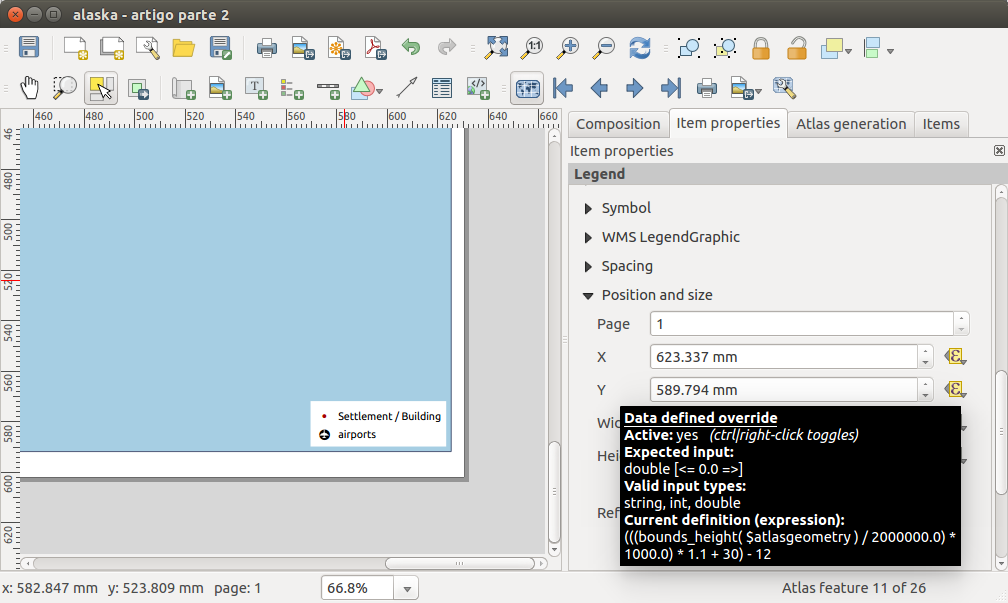 alaska - artigo parte 2
1:1
T
460 480 500 520 540 560 580 600 620 640 660
46
480
500
520
540
560
580
600
620
Settlement / Building
airports
Composition Item properties Atlas generation Items
Item properties
Legend
Symbol
WMS LegendGraphic
Spacing
Position and size
Page 1
X 623.337 mm
Y 589.794 mm
Wid
Hei
Ref
Data defined override
Active: yes (ctrl|right-click toggles)
Expected input:
double [<= 0.0 =>]
Valid input types:
string, int, double
Current definition (expression):
(((bounds_height( $atlasgeometry ) / 2000000.0) *
1000.0) * 1.1 + 30) - 12
x: 582.847 mm y: 523.809 mm page: 1 66.8% Atlas feature 11 of 26